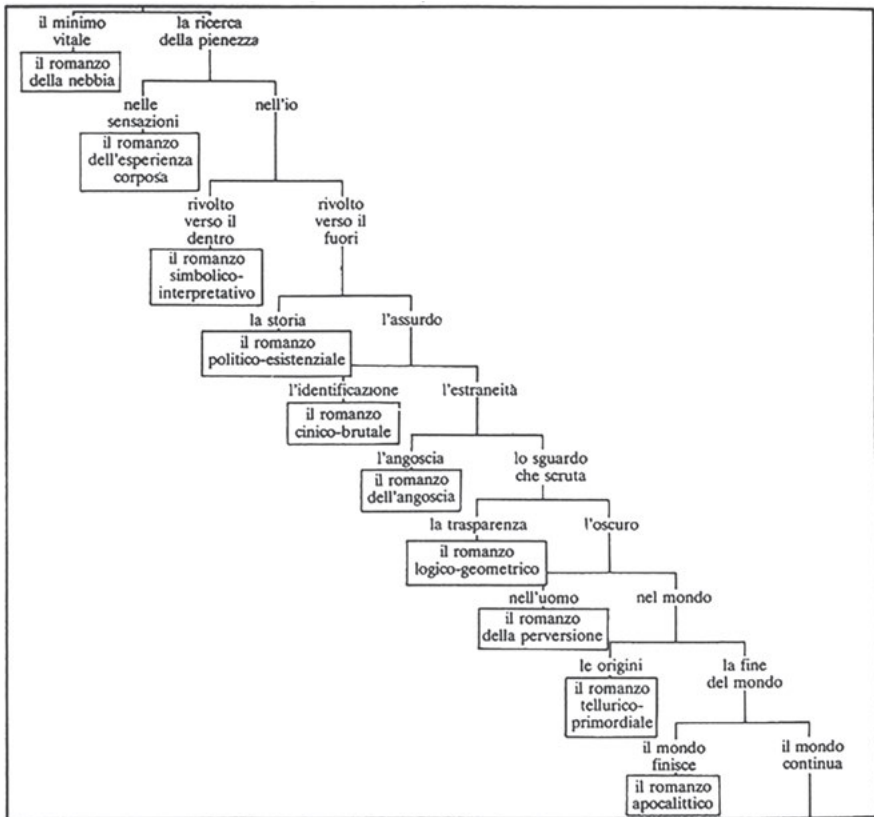 il minimo
vitale
la ricerca
della pienezza
il romanzo
della nebbia
nelle
sensazioni
nell'io
il romanzo
dell'esperienza
corposa
rivolto
verso il
dentro
rivolto
verso il
fuori
il romanzo
simbolico-
interpretativo
la storia
l'assurdo
il romanzo
politico-esistenziale
l'identificazione
l'estraneità
il romanzo
cinico-brutale
l'angoscia
lo sguardo
che scruta
il romanzo
dell'angoscia
la trasparenza
l'oscuro
il romanzo
logico-geometrico
nell'uomo
nel mondo
il romanzo
della perversione
le origini
la fine
del mondo
il romanzo
tellurico-
primordiale
il mondo
finisce
il mondo
continua
il romanzo
apocalittico